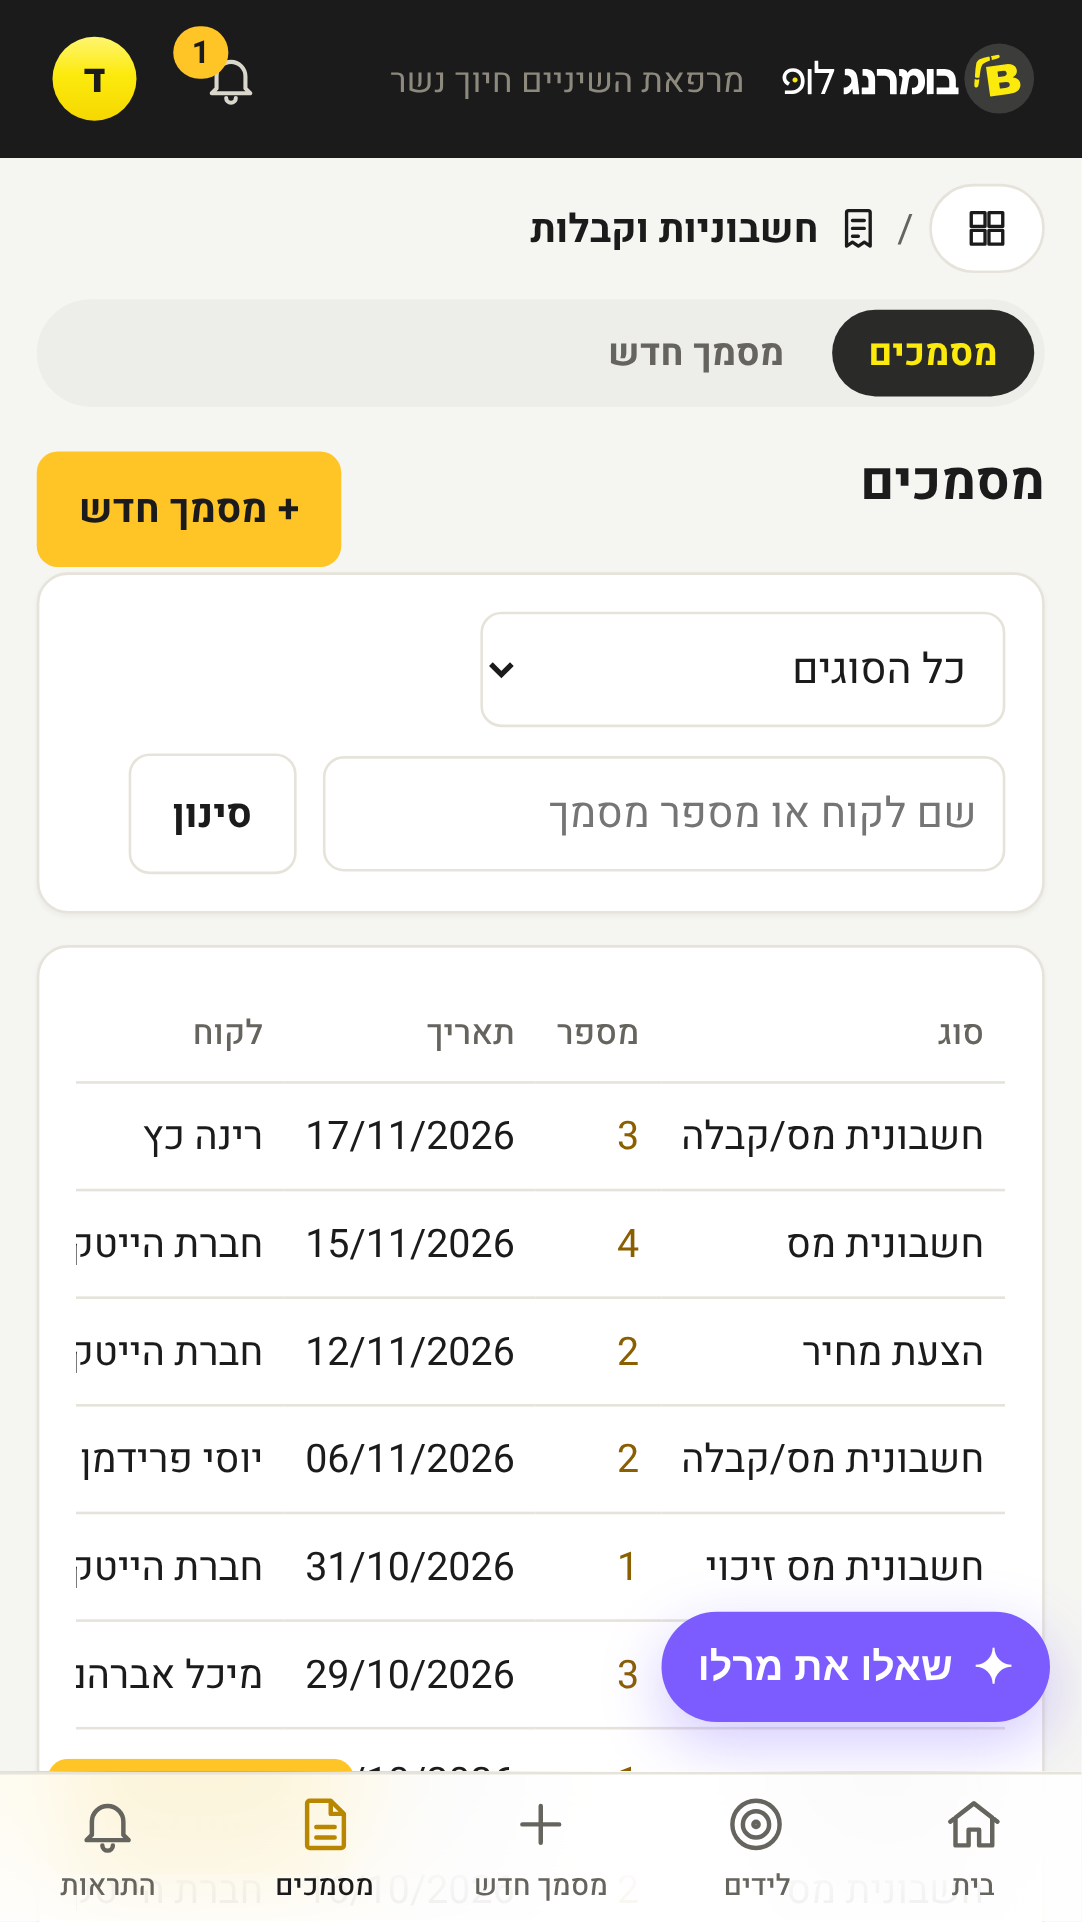 בומרנג לופ מרפאת השיניים חיוך נשר 1 ד
/ חשבוניות וקבלות
מסמכים מסמך חדש
מסמכים
+ מסמך חדש
כל הסוגים
שם לקוח או מספר מסמך סינון
סוג מספר תאריך לקוח
חשבונית מס/קבלה 3 17/11/2026 רינה כץ
חשבונית מס 4 15/11/2026 חברת הייטק
הצעת מחיר 2 12/11/2026 חברת הייטק
חשבונית מס/קבלה 2 06/11/2026 יוסי פרידמן
חשבונית מס זיכוי 1 31/10/2026 חברת הייטק
3 29/10/2026 מיכל
שאלו את מרלו
בית לידים מסמך חדש מסמכים התראות